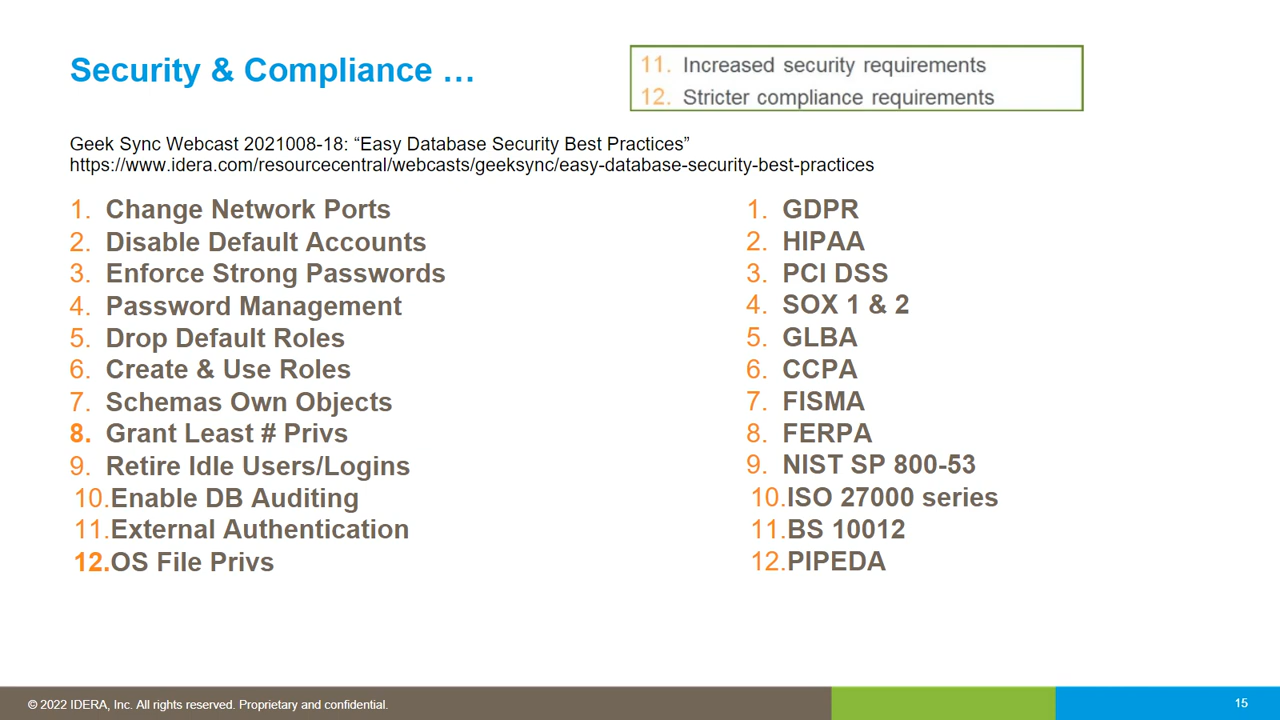 Security & Compliance …
11. Increased security requirements
12. Stricter compliance requirements
Geek Sync Webcast 2021008-18: “Easy Database Security Best Practices”
https://www.idera.com/resourcecentral/webcasts/geeksync/easy-database-security-best-practices
1. Change Network Ports
2. Disable Default Accounts
3. Enforce Strong Passwords
4. Password Management
5. Drop Default Roles
6. Create & Use Roles
7. Schemas Own Objects
8. Grant Least # Privs
9. Retire Idle Users/Logins
10.Enable DB Auditing
11.External Authentication
12.OS File Privs
1. GDPR
2. HIPAA
3. PCI DSS
4. SOX 1 & 2
5. GLBA
6. CCPA
7. FISMA
8. FERPA
9. NIST SP 800-53
10.ISO 27000 series
11.BS 10012
12.PIPEDA
© 2022 IDERA, Inc. All rights reserved. Proprietary and confidential.
15